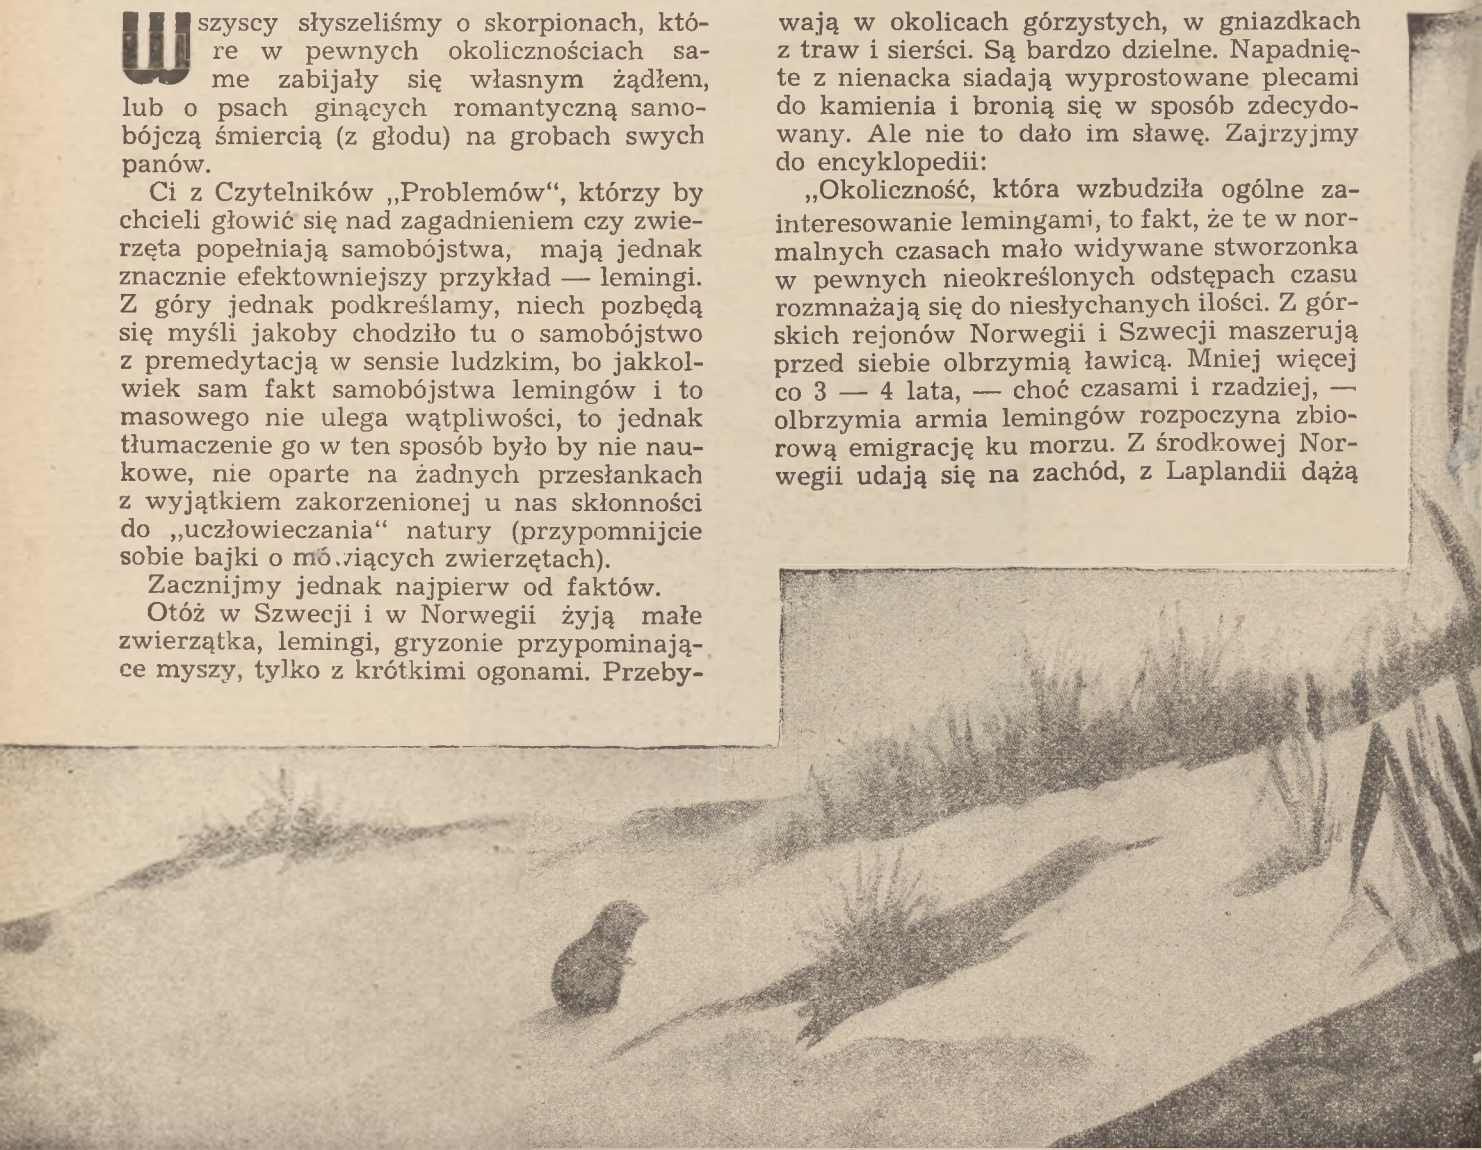 Wszyscy słyszeliśmy o skorpionach, któ-
re w pewnych okolicznościach sa-
me zabijały się własnym żądłem,
lub o psach ginących romantyczną samo-
bójczą śmiercią (z głodu) na grobach swych
panów.
Ci z Czytelników „Problemów“, którzy by
chcieli głowić się nad zagadnieniem czy zwie-
rzęta popełniają samobójstwa, mają jednak
znacznie efektowniejszy przykład — lemingi.
Z góry jednak podkreślamy, niech pozbędą
się myśli jakoby chodziło tu o samobójstwo
z premedytacją w sensie ludzkim, bo jakkol-
wiek sam fakt samobójstwa lemingów i to
masowego nie ulega wątpliwości, to jednak
tłumaczenie go w ten sposób było by nie nau-
kowe, nie oparte na żadnych przesłankach
z wyjątkiem zakorzenionej u nas skłonności
do „uczłowieczania“ natury (przypomnijcie
sobie bajki o mówiących zwierzętach).
Zacznijmy jednak najpierw od faktów.
Otóż w Szwecji i w Norwegii żyją małe
zwierzątka, lemingi, gryzonie przypominają-
ce myszy, tylko z krótkimi ogonami. Przeby-
wają w okolicach górzystych, w gniazdkach
z traw i sierści. Są bardzo dzielne. Napadnię-
te z nienacka siadają wyprostowane plecami
do kamienia i bronią się w sposób zdecydo-
wany. Ale nie to dało im sławę. Zajrzyjmy
do encyklopedii:
„Okoliczność, która wzbudziła ogólne za-
interesowanie lemingami, to fakt, że te w nor-
malnych czasach mało widywane stworzonka
w pewnych nieokreślonych odstępach czasu
rozmnażają się do niesłychanych ilości. Z gór-
skich rejonów Norwegii i Szwecji maszerują
przed siebie olbrzymią ławicą. Mniej więcej
co 3 — 4 lata, — choć czasami i rzadziej, —
olbrzymia armia lemingów rozpoczyna zbio-
rową emigrację ku morzu. Z środkowej Nor-
wegii udają się na zachód, z Laplandii dążą